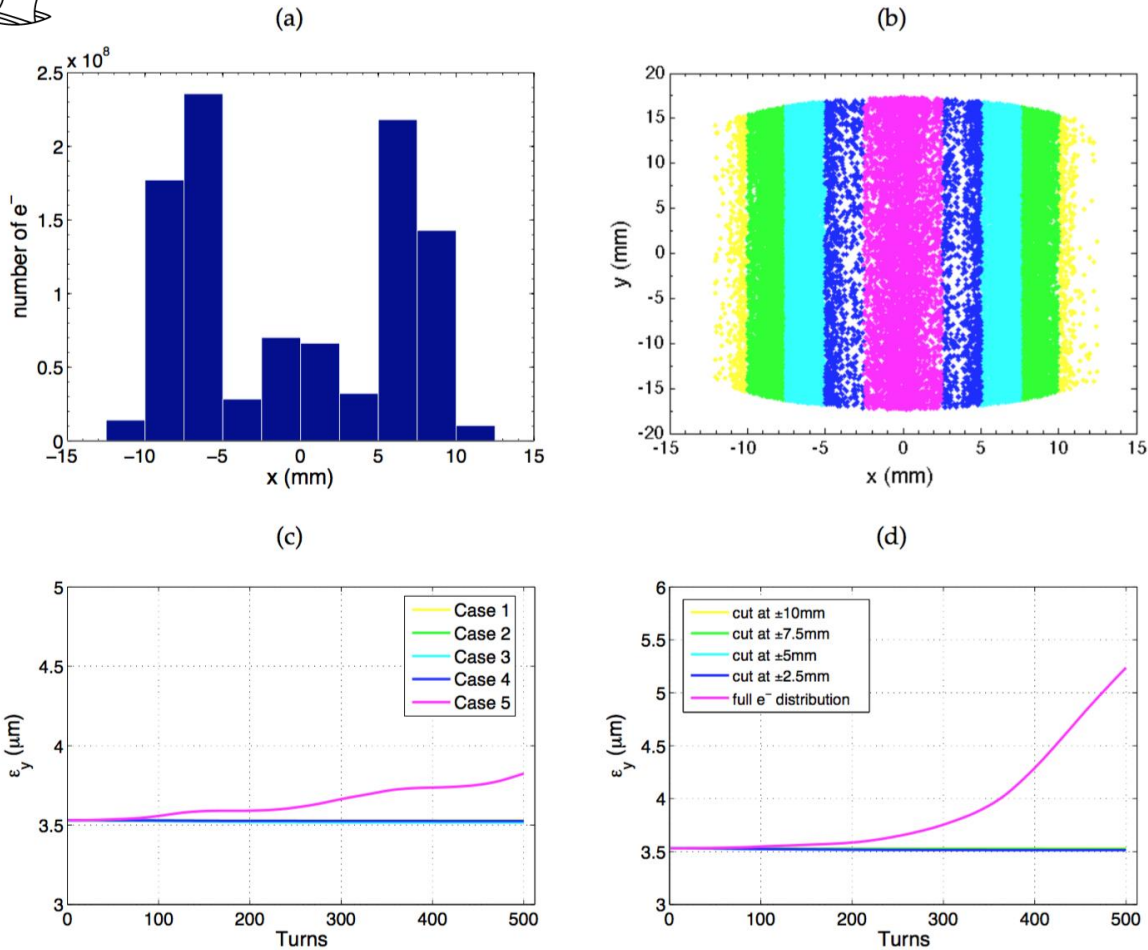 (a)
x 10⁸
2.5
2
1.5
1
0.5
0
number of e⁻
−15 −10 −5 0 5 10 15
x (mm)
(b)
20
15
10
5
0
-5
-10
-15
-20
y (mm)
-15 -10 -5 0 5 10 15
x (mm)
(c)
5
4.5
4
3.5
3
ε_y (μm)
Case 1
Case 2
Case 3
Case 4
Case 5
0 100 200 300 400 500
Turns
(d)
6
5.5
5
4.5
4
3.5
3
ε_y (μm)
cut at ±10mm
cut at ±7.5mm
cut at ±5mm
cut at ±2.5mm
full e⁻ distribution
0 100 200 300 400 500
Turns